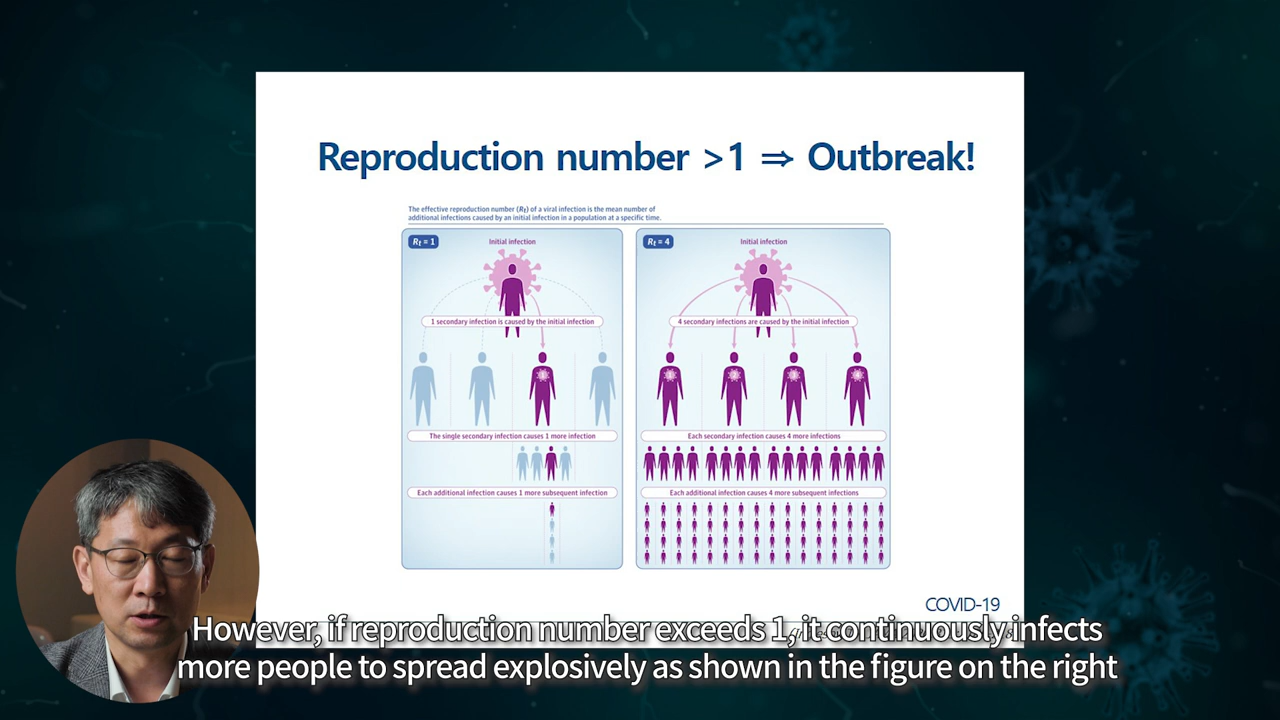 Reproduction number >1 ⇒ Outbreak!
The effective reproduction number (Rt) of a viral infection is the mean number of
additional infections caused by an initial infection in a population at a specific time.
Rt = 1
Initial infection
1 secondary infection is caused by the initial infection
1
The single secondary infection causes 1 more infection
Each additional infection causes 1 more subsequent infection
Rt = 4
Initial infection
4 secondary infections are caused by the initial infection
1 2 3 4
Each secondary infection causes 4 more infections
Each additional infection causes 4 more subsequent infections
COVID-19
However, if reproduction number exceeds 1, it continuously infects
more people to spread explosively as shown in the figure on the right